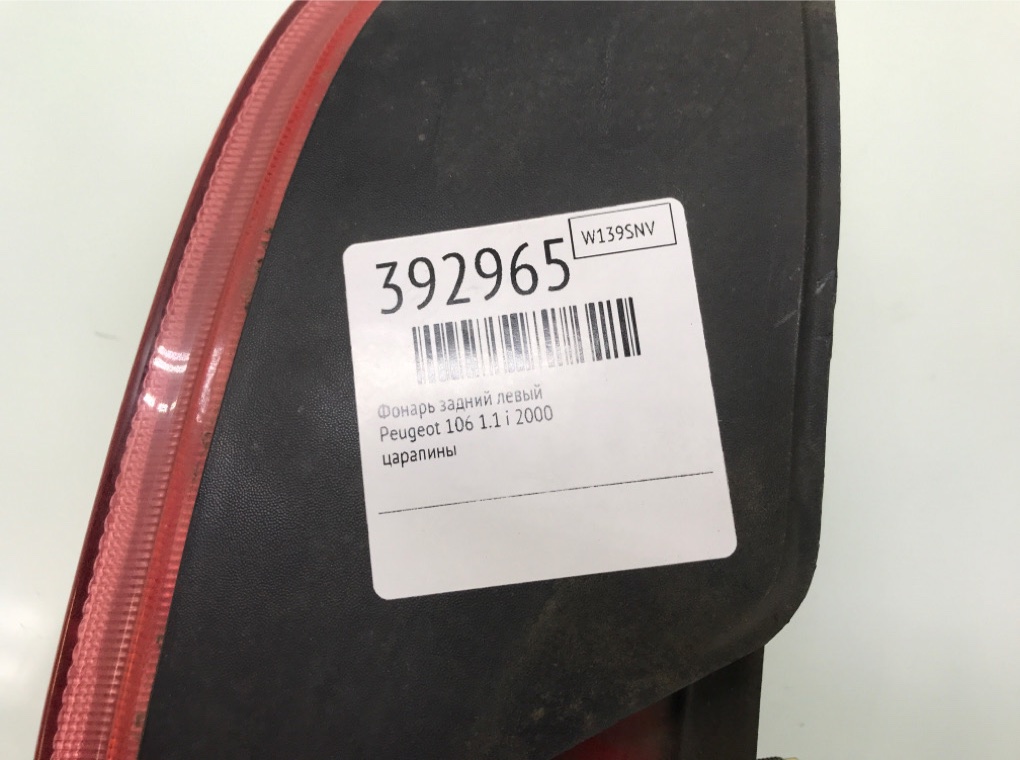 392965
W139SNV
Фонарь задний левый
Peugeot 106 1.1 i 2000
царапины